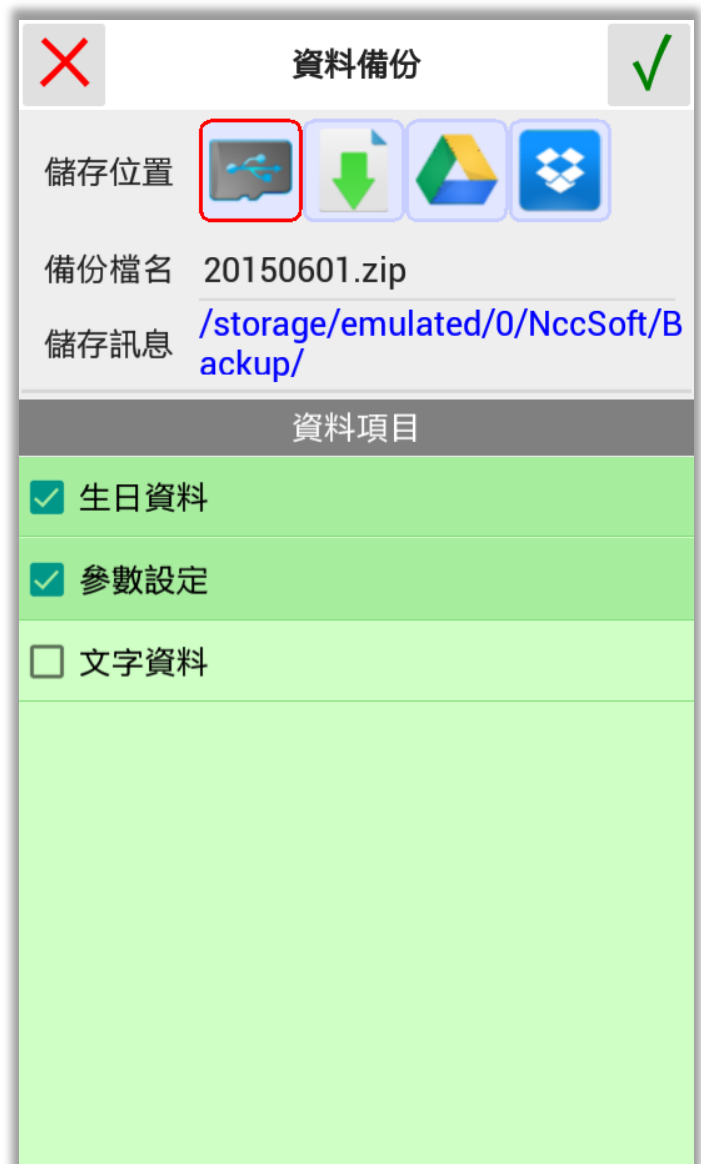 資料備份
儲存位置
備份檔名 20150601.zip
儲存訊息 /storage/emulated/0/NccSoft/B
ackup/
資料項目
生日資料
參數設定
文字資料